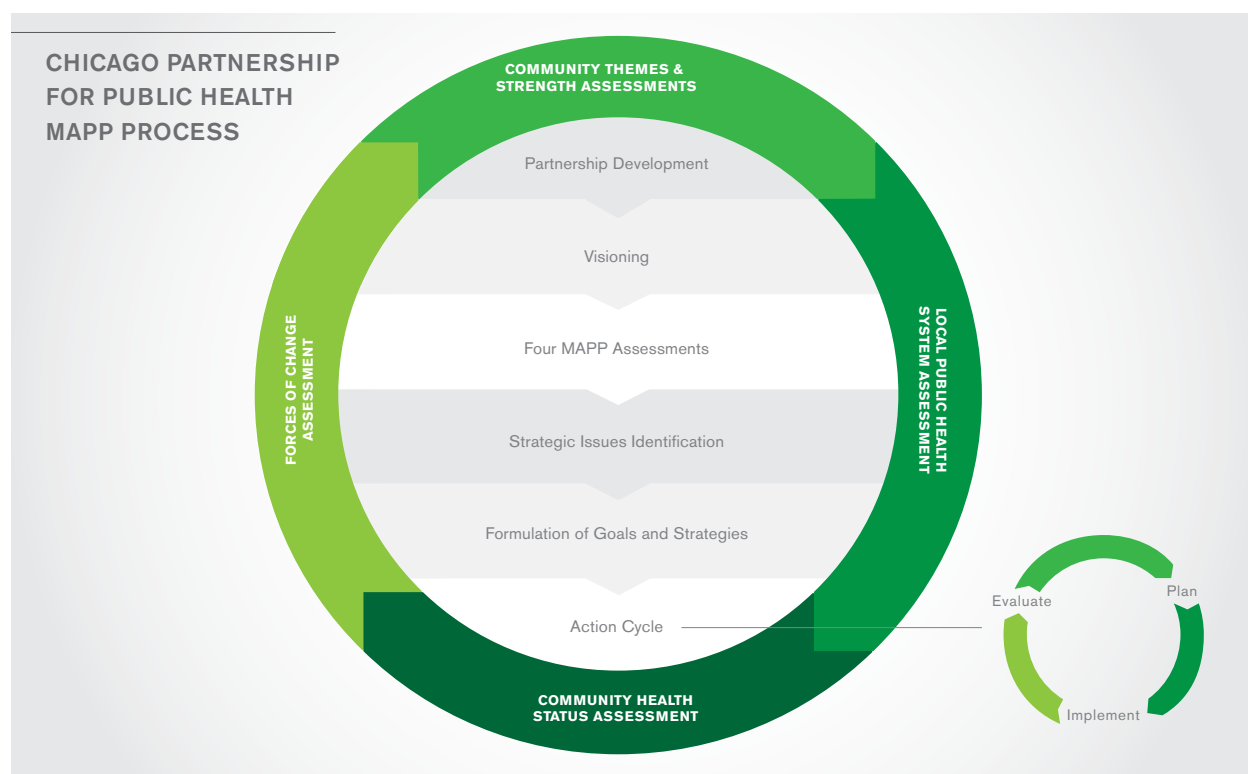 CHICAGO PARTNERSHIP
FOR PUBLIC HEALTH
MAPP PROCESS
COMMUNITY THEMES &
STRENGTH ASSESSMENTS
Partnership Development
Visioning
Four MAPP Assessments
Strategic Issues Identification
Formulation of Goals and Strategies
Action Cycle
FORCES OF CHANGE
ASSESSMENT
LOCAL PUBLIC HEALTH
SYSTEM ASSESSMENT
COMMUNITY HEALTH
STATUS ASSESSMENT
Plan
Evaluate
Implement